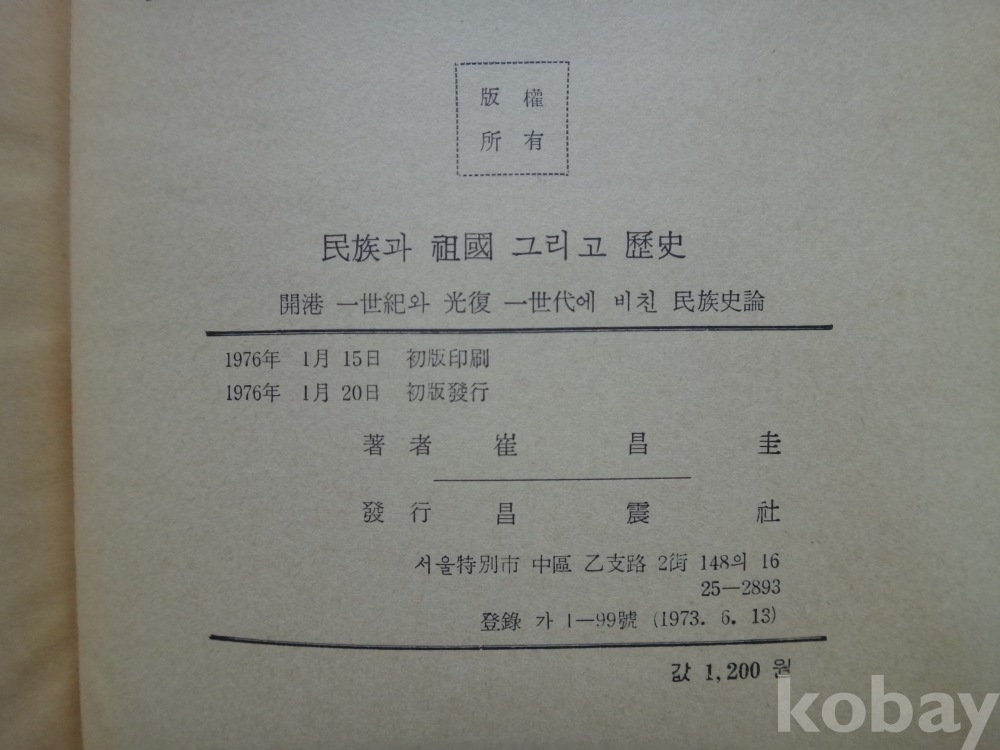 版 權
所 有
民族과 祖國 그리고 歷史
開港 一世紀와 光復 一世代에 비친 民族史論
1976年 1月 15日 初版印刷
1976年 1月 20日 初版發行
著 者 崔 昌 圭
發 行 昌 震 社
서울特別市 中區 乙支路 2街 148의 16
25—2893
登錄 가 1—99號 (1973. 6. 13)
값 1,200 원
kobay